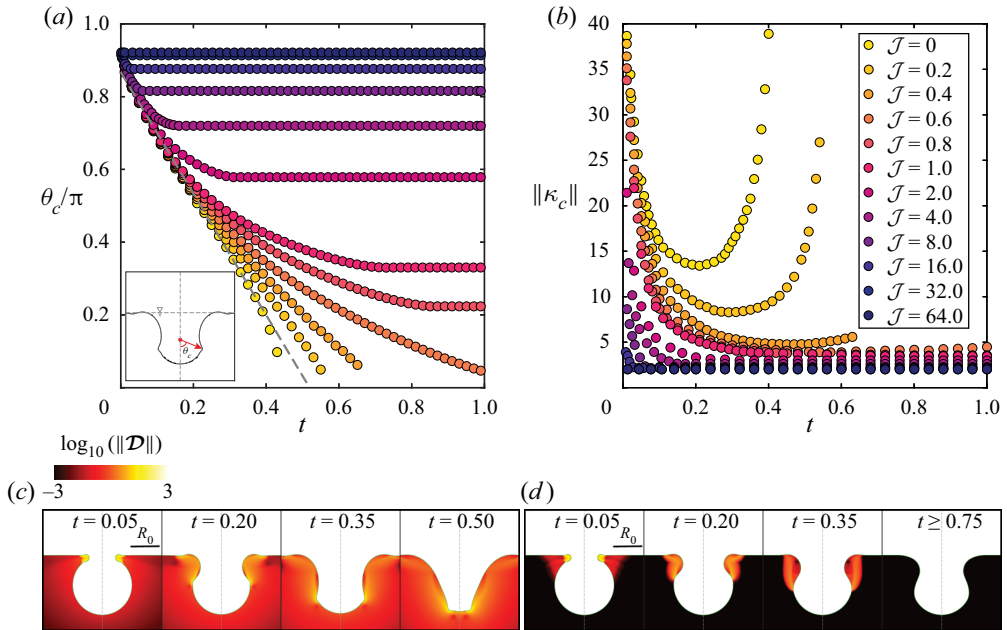 (a)
1.0
0.8
0.6
θc/π
0.4
0.2
0
0.2
0.4
0.6
0.8
1.0
t
θc
(b)
40
35
30
25
‖κc‖
20
15
10
5
0
0.2
0.4
0.6
0.8
1.0
t
𝒥 = 0
𝒥 = 0.2
𝒥 = 0.4
𝒥 = 0.6
𝒥 = 0.8
𝒥 = 1.0
𝒥 = 2.0
𝒥 = 4.0
𝒥 = 8.0
𝒥 = 16.0
𝒥 = 32.0
𝒥 = 64.0
log10(‖𝓓‖)
−3 3
(c)
t = 0.05 t = 0.20 t = 0.35 t = 0.50
R0
(d)
t = 0.05 t = 0.20 t = 0.35 t ≥ 0.75
R0